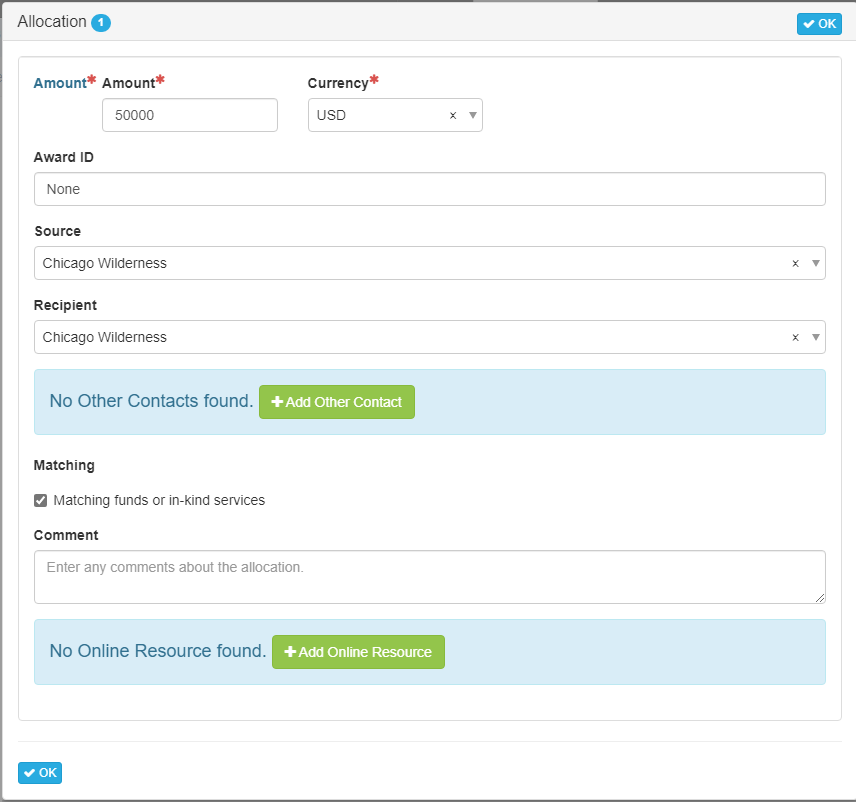 Allocation 1
OK
Amount* Amount* Currency*
50000 USD × 
Award ID
None
Source
Chicago Wilderness ×
Recipient
Chicago Wilderness ×
No Other Contacts found. +Add Other Contact
Matching
Matching funds or in-kind services
Comment
Enter any comments about the allocation.
No Online Resource found. +Add Online Resource
OK